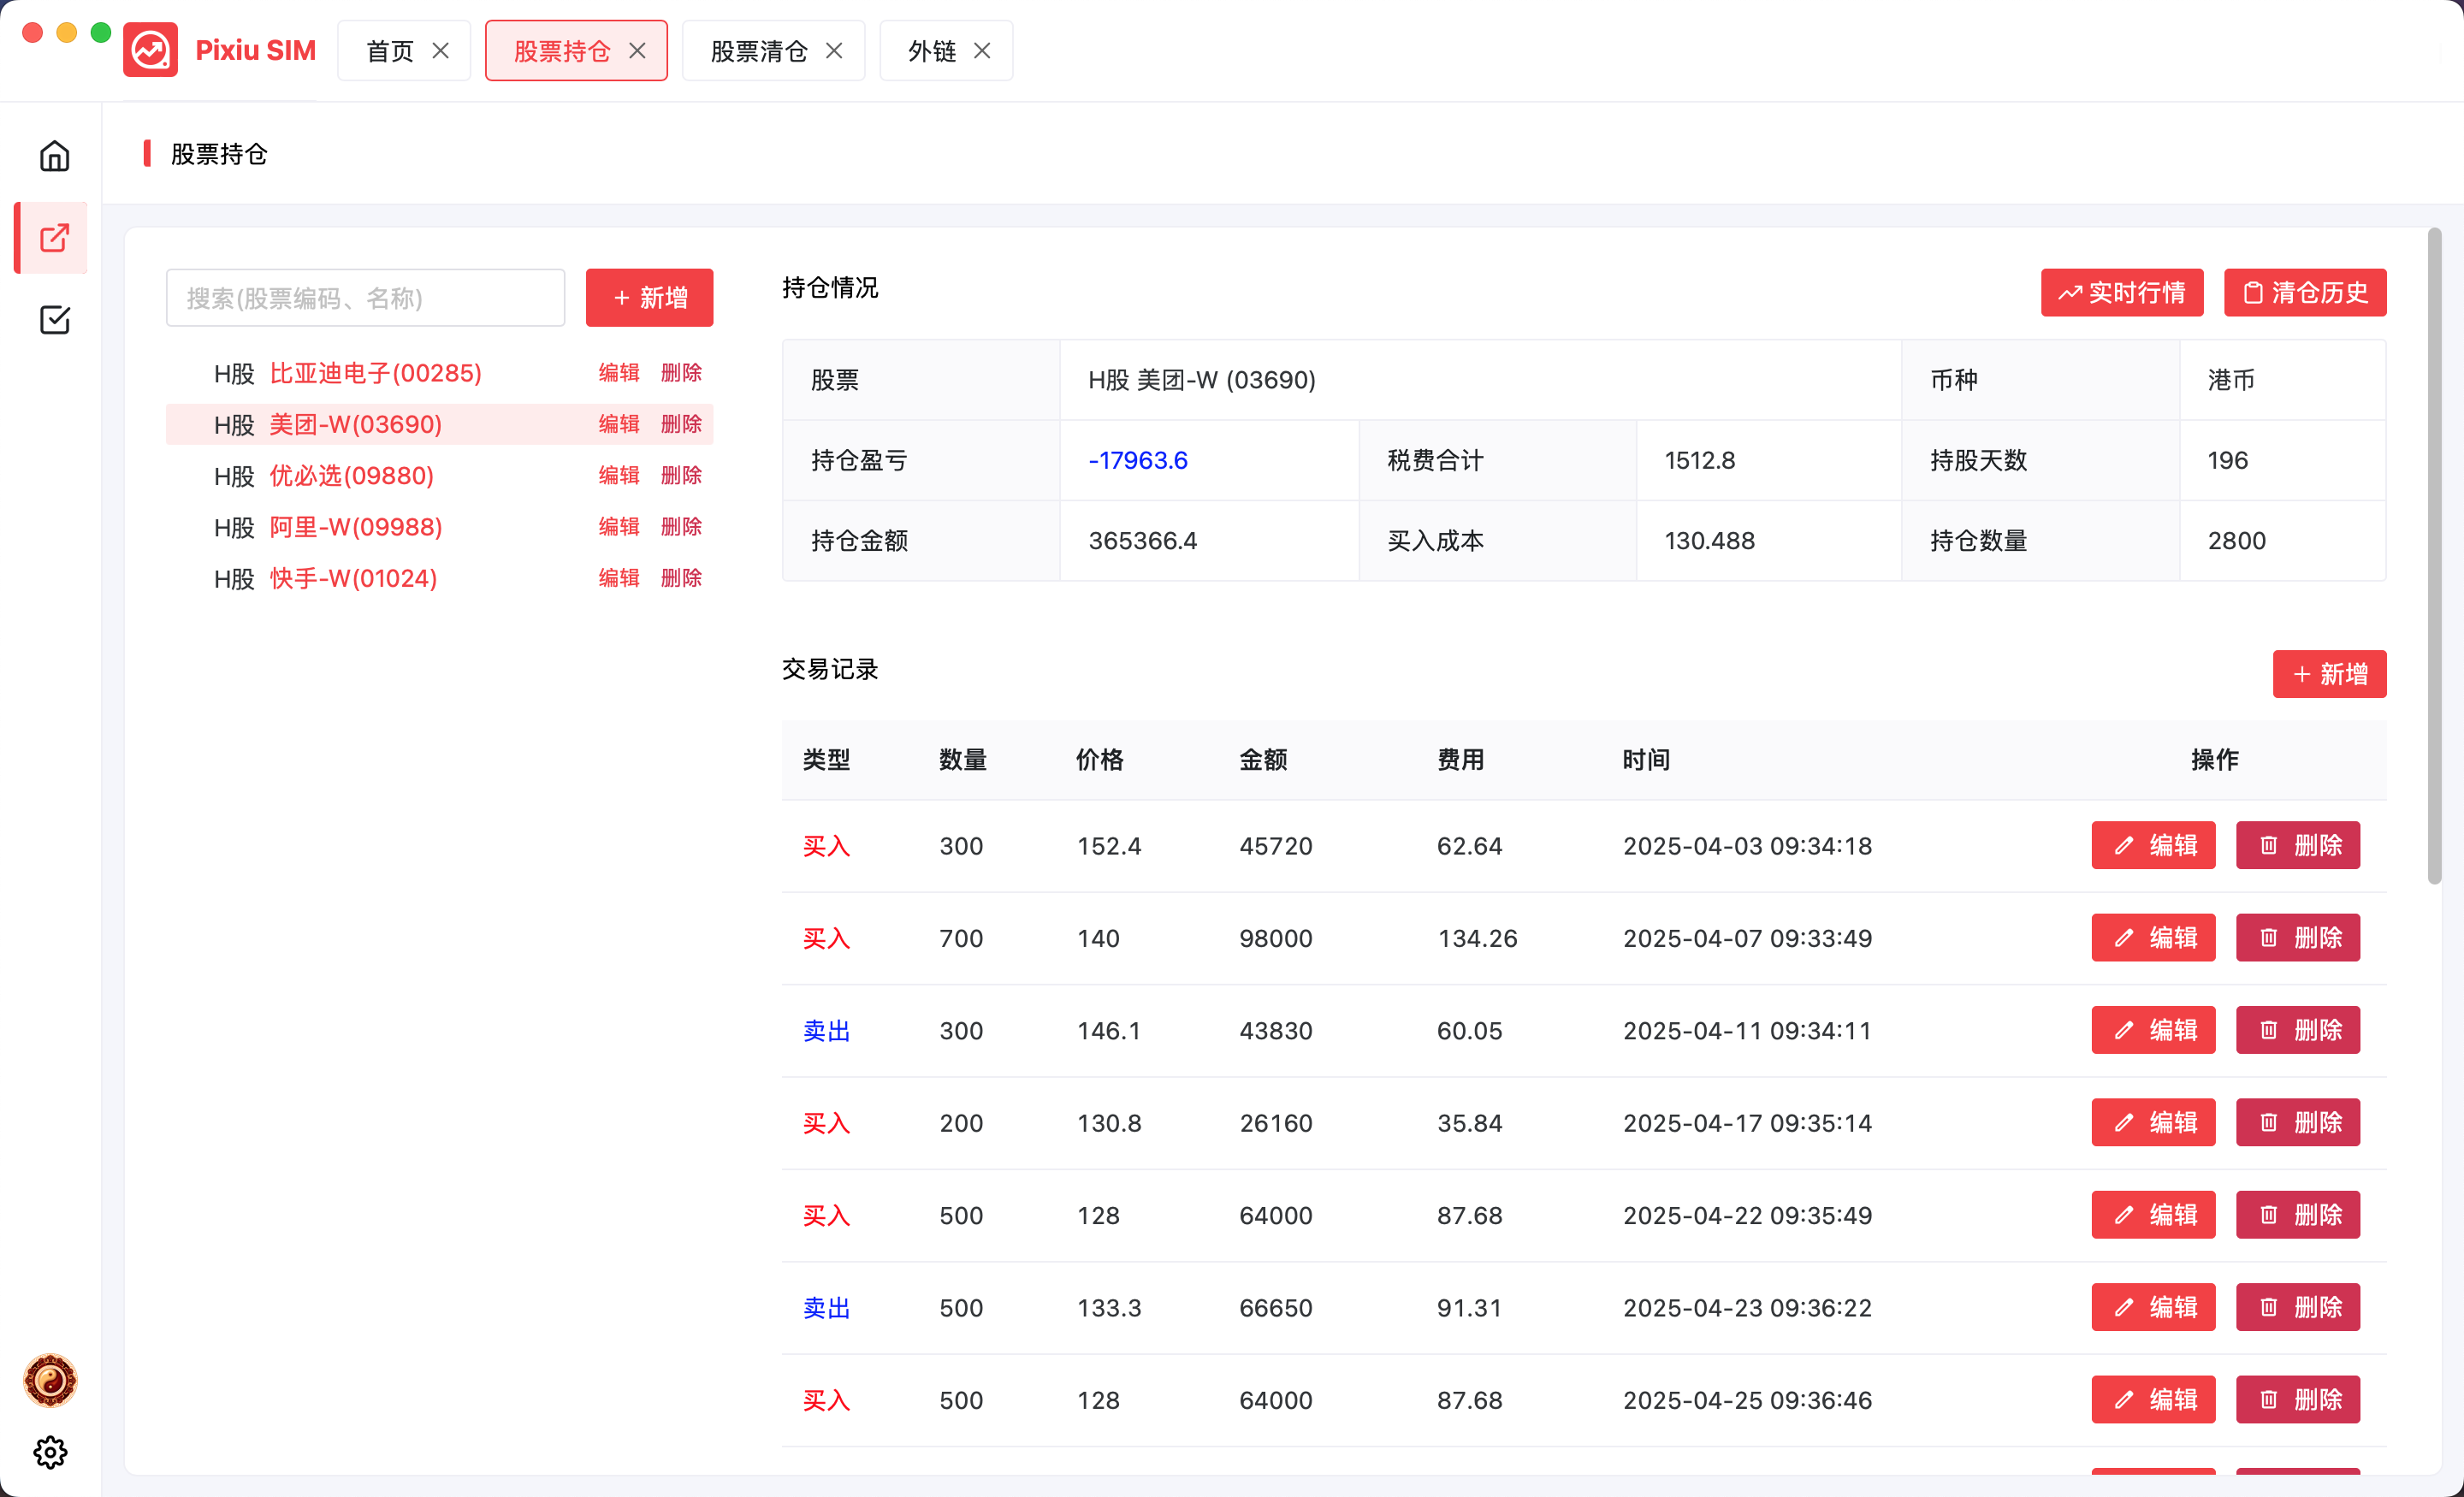 Pixiu SIM 首页 股票持仓 股票清仓 外链
股票持仓
搜索(股票编码、名称) 新增
H股 比亚迪电子(00285) 编辑 删除
H股 美团-W(03690) 编辑 删除
H股 优必选(09880) 编辑 删除
H股 阿里-W(09988) 编辑 删除
H股 快手-W(01024) 编辑 删除
持仓情况 实时行情 清仓历史
股票 H股 美团-W (03690) 币种 港币
持仓盈亏 -17963.6 税费合计 1512.8 持股天数 196
持仓金额 365366.4 买入成本 130.488 持仓数量 2800
交易记录 新增
类型 数量 价格 金额 费用 时间 操作
买入 300 152.4 45720 62.64 2025-04-03 09:34:18 编辑 删除
买入 700 140 98000 134.26 2025-04-07 09:33:49 编辑 删除
卖出 300 146.1 43830 60.05 2025-04-11 09:34:11 编辑 删除
买入 200 130.8 26160 35.84 2025-04-17 09:35:14 编辑 删除
买入 500 128 64000 87.68 2025-04-22 09:35:49 编辑 删除
卖出 500 133.3 66650 91.31 2025-04-23 09:36:22 编辑 删除
买入 500 128 64000 87.68 2025-04-25 09:36:46 编辑 删除